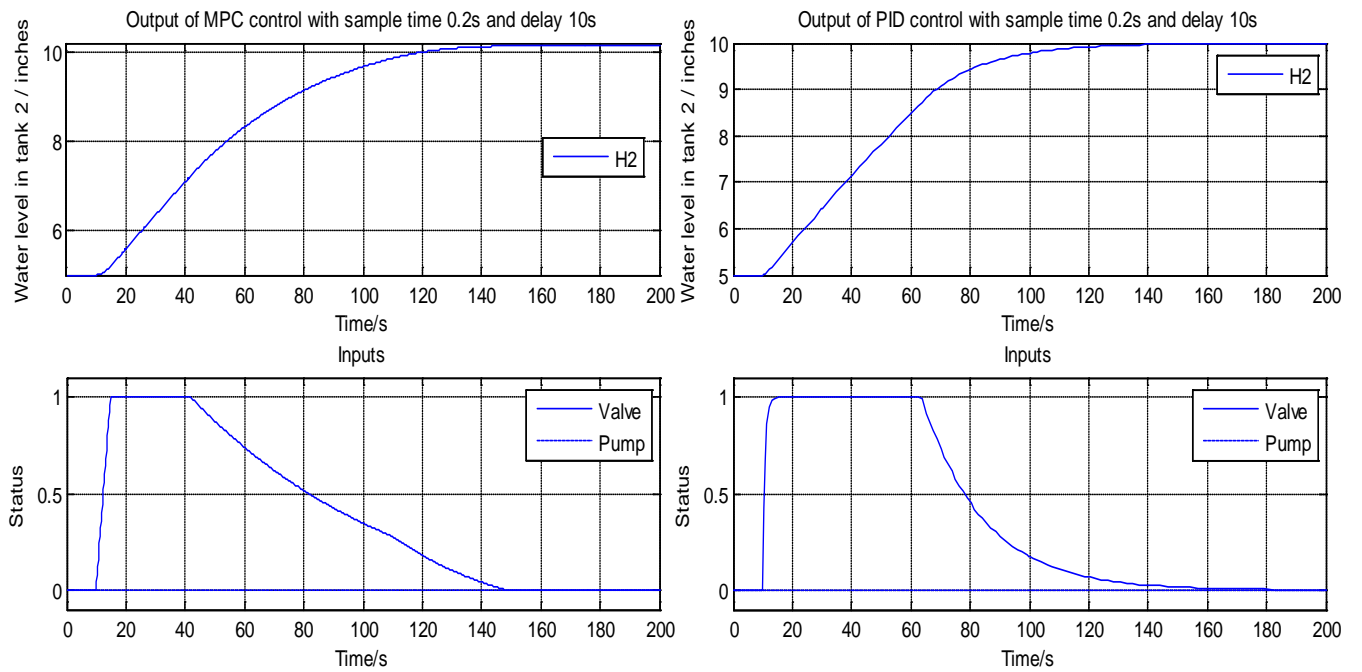 Output of MPC control with sample time 0.2s and delay 10s
Water level in tank 2 / inches
10
8
6
H2
0 20 40 60 80 100 120 140 160 180 200
Time/s
Output of PID control with sample time 0.2s and delay 10s
Water level in tank 2 / inches
10
9
8
7
6
5
H2
0 20 40 60 80 100 120 140 160 180 200
Time/s
Inputs
Status
1
0.5
0
Valve
Pump
0 20 40 60 80 100 120 140 160 180 200
Time/s
Inputs
Status
1
0.5
0
Valve
Pump
0 20 40 60 80 100 120 140 160 180 200
Time/s